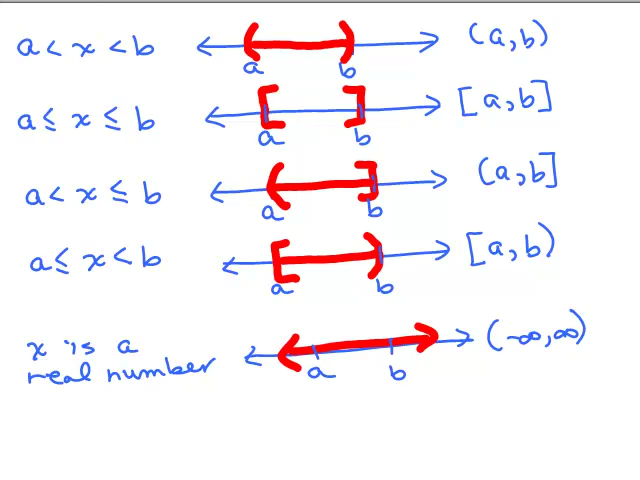 a < x < b (a, b)
a b
a ≤ x ≤ b [a, b]
a b
a < x ≤ b (a, b]
a b
a ≤ x < b [a, b)
a b
x is a (-∞, ∞)
real number a b